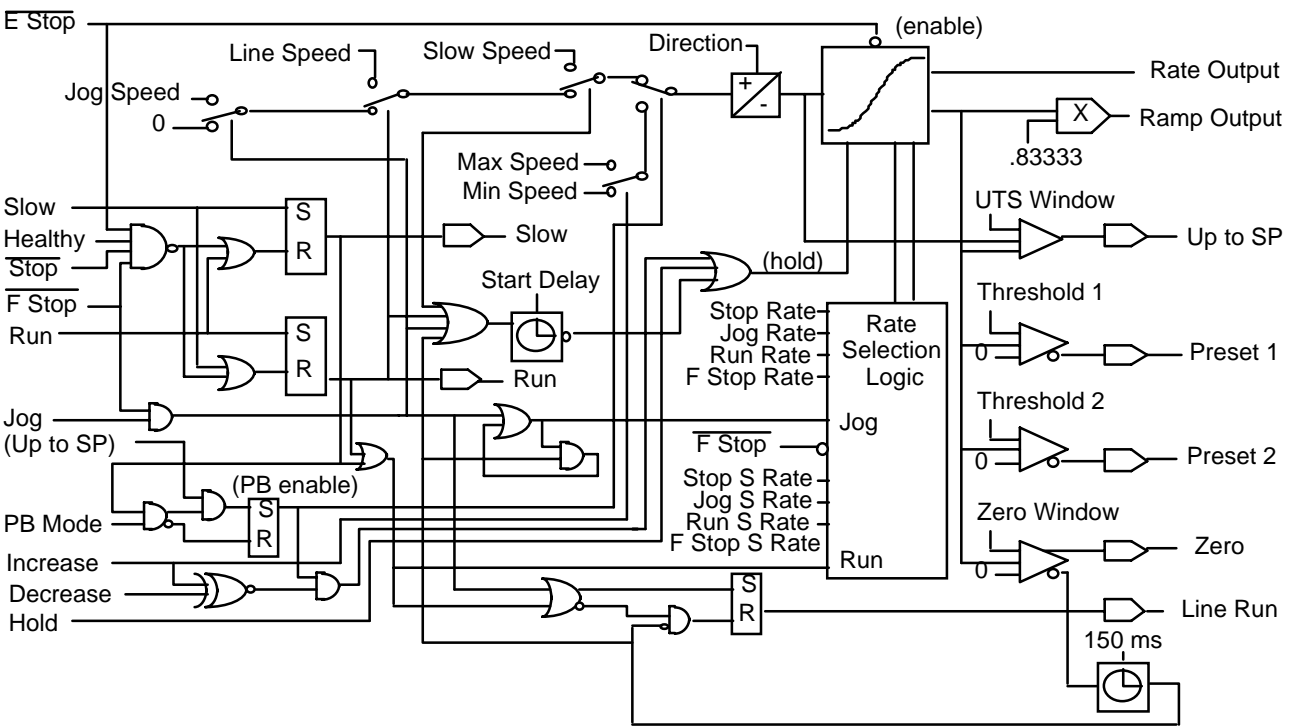 E Stop
(enable)
Line Speed
Slow Speed
Direction
Rate Output
Jog Speed
0
+
-
X
Ramp Output
.83333
Max Speed
Min Speed
UTS Window
Slow
S
R
Healthy
Stop
Slow
Up to SP
(hold)
F Stop
Start Delay
Threshold 1
Run
S
R
0
Preset 1
Stop Rate
Jog Rate
Run Rate
F Stop Rate
Rate
Selection
Logic
Run
Threshold 2
Jog
Jog
(Up to SP)
F Stop
0
Preset 2
(PB enable)
Stop S Rate
Jog S Rate
Run S Rate
F Stop S Rate
S
R
PB Mode
Zero Window
Zero
Increase
Run
0
Decrease
S
R
Hold
Line Run
150 ms